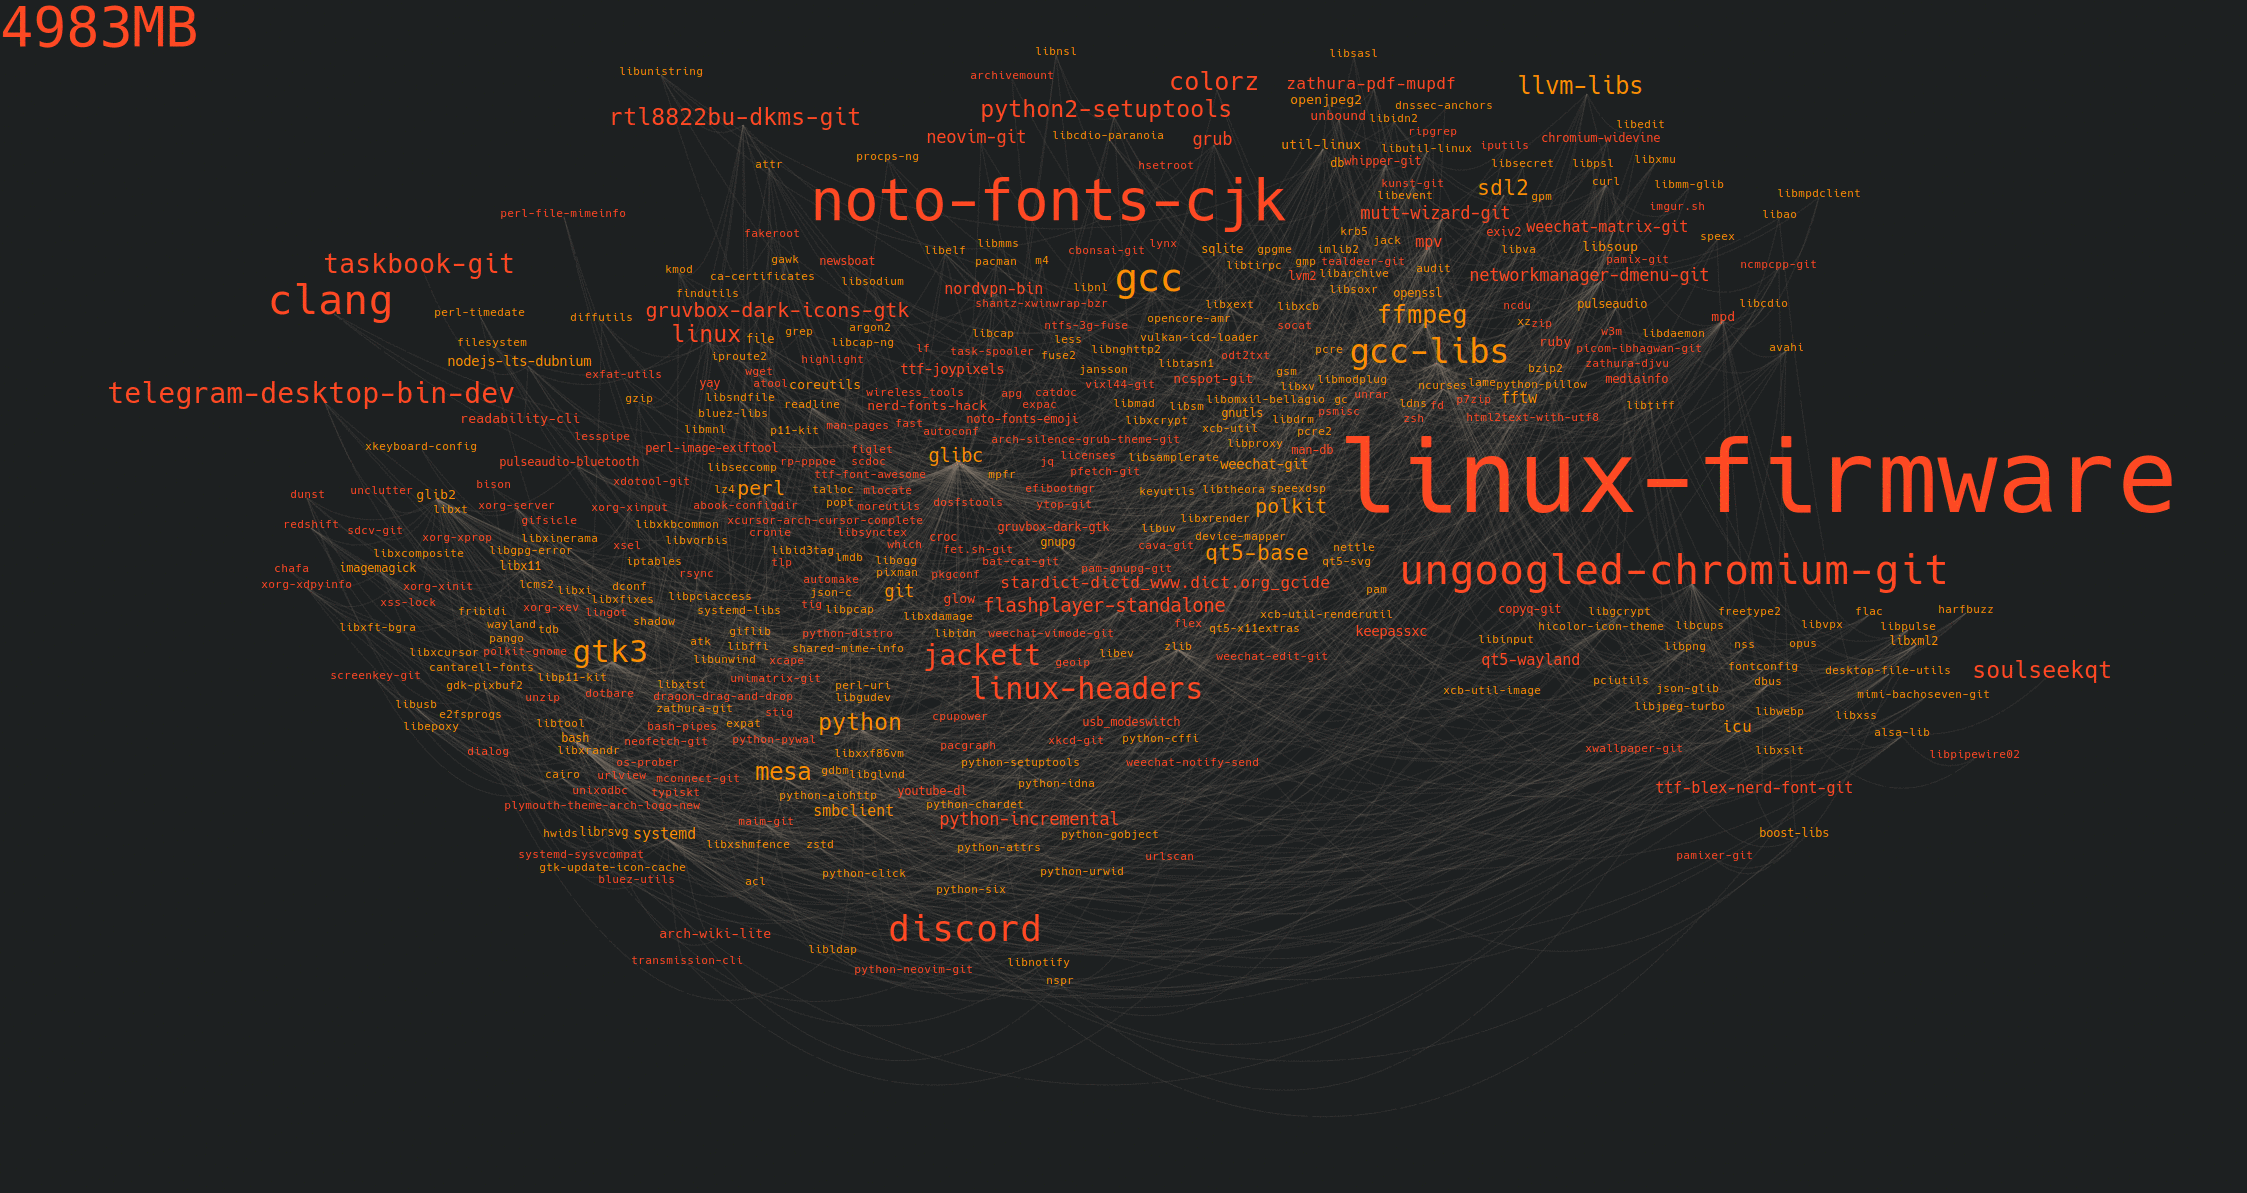 4983MB
libnsl
libsasl
libunistring
archivemount
colorz
zathura-pdf-mupdf
llvm-libs
openjpeg2
dnssec-anchors
rtl8822bu-dkms-git
python2-setuptools
unbound
libidn2
libedit
neovim-git
libcdio-paranoia
grub
ripgrep
chromium-widevine
util-linux
libutil-linux
iputils
attr
procps-ng
hsetroot
db
whipper-git
libsecret
libpsl
libxmu
kunst-git
sdl2
curl
libmm-glib
libmpdclient
noto-fonts-cjk
libevent
gpm
imgur.sh
perl-file-mimeinfo
mutt-wizard-git
libao
fakeroot
krb5
exiv2
weechat-matrix-git
speex
libelf
libmms
cbonsai-git
lynx
sqlite
gpgme
imlib2
jack
mpv
libva
libsoup
taskbook-git
kmod
gawk
newsboat
pacman
m4
libtirpc
gmp
tealdeer-git
audit
pamix-git
ncmpcpp-git
ca-certificates
libsodium
gcc
lvm2
libarchive
networkmanager-dmenu-git
clang
findutils
nordvpn-bin
libnl
libsoxr
openssl
perl-timedate
diffutils
gruvbox-dark-icons-gtk
shantz-xwinwrap-bzr
libxext
libxcb
ffmpeg
ncdu
pulseaudio
libcdio
opencore-amr
xz
zip
mpd
filesystem
linux
file
grep
argon2
libcap
ntfs-3g-fuse
socat
w3m
libdaemon
libcap-ng
less
vulkan-icd-loader
ruby
picom-ibhagwan-git
avahi
nodejs-lts-dubnium
iproute2
highlight
lf
task-spooler
fuse2
libnghttp2
odt2txt
pcre
gcc-libs
exfat-utils
wget
ttf-joypixels
jansson
libtasn1
gsm
bzip2
zathura-djvu
telegram-desktop-bin-dev
yay
atool
coreutils
vixl44-git
ncspot-git
libxv
libmodplug
ncurses
lame
python-pillow
mediainfo
gzip
libsndfile
readline
wireless_tools
apg
catdoc
libmad
libsm
libomxil-bellagio
gc
unrar
ldns
fd
p7zip
fftw
libtiff
readability-cli
bluez-libs
nerd-fonts-hack
expac
gnutls
psmisc
zsh
html2text-with-utf8
lesspipe
libmnl
p11-kit
man-pages
fast
noto-fonts-emoji
libxcrypt
xcb-util
libdrm
pcre2
xkeyboard-config
perl-image-exiftool
figlet
autoconf
arch-silence-grub-theme-git
libproxy
man-db
linux-firmware
pulseaudio-bluetooth
libseccomp
rp-pppoe
scdoc
glibc
jq
licenses
libsamplerate
weechat-git
xdotool-git
ttf-font-awesome
mpfr
pfetch-git
dunst
unclutter
glib2
bison
lz4
perl
talloc
mlocate
efibootmgr
keyutils
libtheora
speexdsp
libxt
xorg-server
xorg-xinput
abook-configdir
popt
moreutils
dosfstools
ytop-git
polkit
redshift
sdcv-git
gifsicle
libxkbcommon
xcursor-arch-cursor-complete
gruvbox-dark-gtk
libuv
libxrender
xorg-xprop
libxinerama
xsel
libvorbis
cronie
libsynctex
croc
gnupg
cava-git
device-mapper
libxcomposite
libgpg-error
iptables
libid3tag
lmdb
which
fet.sh-git
qt5-base
nettle
chafa
imagemagick
libx11
tlp
libogg
bat-cat-git
qt5-svg
xorg-xdpyinfo
xorg-xinit
lcms2
rsync
automake
pixman
pkgconf
pam-gnupg-git
ungoogled-chromium-git
libxi
dconf
json-c
git
stardict-dictd_www.dict.org_gcide
pam
xss-lock
fribidi
xorg-xev
libxfixes
libpciaccess
tig
glow
flashplayer-standalone
copyq-git
libgcrypt
freetype2
flac
harfbuzz
lingot
systemd-libs
libpcap
libxdamage
xcb-util-renderutil
libxft-bgra
wayland
tdb
shadow
giflib
python-distro
libidn
weechat-vimode-git
flex
qt5-x11extras
keepassxc
hicolor-icon-theme
libcups
libvpx
libpulse
pango
atk
libffi
shared-mime-info
zlib
libinput
libpng
nss
opus
libxml2
libxcursor
polkit-gnome
gtk3
libunwind
xcape
jackett
geoip
libev
weechat-edit-git
qt5-wayland
cantarell-fonts
fontconfig
desktop-file-utils
soulseekqt
screenkey-git
libp11-kit
unimatrix-git
pciutils
dbus
gdk-pixbuf2
libxtst
perl-uri
linux-headers
xcb-util-image
json-glib
mimi-bachoseven-git
unzip
dotbare
dragon-drag-and-drop
libgudev
libusb
zathura-git
stig
libjpeg-turbo
libwebp
libxss
e2fsprogs
cpupower
usb_modeswitch
libepoxy
libtool
bash-pipes
expat
python
icu
alsa-lib
bash
neofetch-git
python-pywal
pacgraph
xkcd-git
python-cffi
dialog
libxrandr
libxxf86vm
xwallpaper-git
libxslt
libpipewire02
os-prober
python-setuptools
weechat-notify-send
cairo
uriview
mconnect-git
mesa
gdbm
libglvnd
python-idna
unixodbc
typiskt
python-aiohttp
youtube-dl
ttf-blex-nerd-font-git
plymouth-theme-arch-logo-new
smbclient
python-chardet
maim-git
python-incremental
hwids
librsvg
systemd
python-gobject
boost-libs
libxshmfence
zstd
python-attrs
systemd-sysvcompat
urlscan
pamixer-git
gtk-update-icon-cache
python-click
python-urwid
bluez-utils
acl
python-six
discord
arch-wiki-lite
libldap
transmission-cli
python-neovim-git
libnotify
nspr